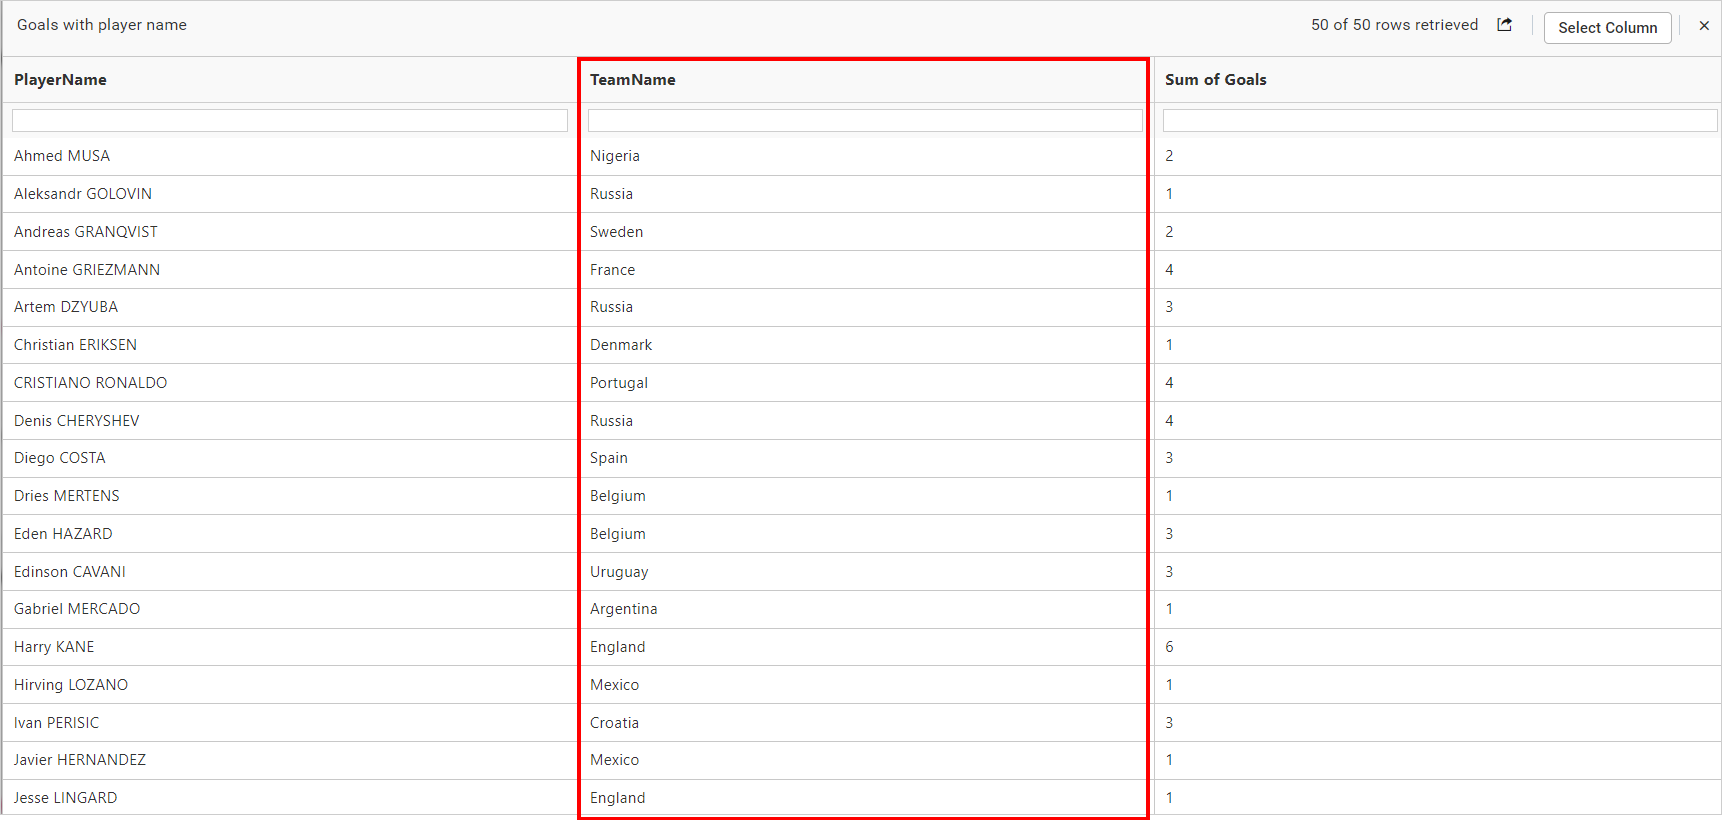 Goals with player name 50 of 50 rows retrieved Select Column ×
PlayerName TeamName Sum of Goals
Ahmed MUSA Nigeria 2
Aleksandr GOLOVIN Russia 1
Andreas GRANQVIST Sweden 2
Antoine GRIEZMANN France 4
Artem DZYUBA Russia 3
Christian ERIKSEN Denmark 1
CRISTIANO RONALDO Portugal 4
Denis CHERYSHEV Russia 4
Diego COSTA Spain 3
Dries MERTENS Belgium 1
Eden HAZARD Belgium 3
Edinson CAVANI Uruguay 3
Gabriel MERCADO Argentina 1
Harry KANE England 6
Hirving LOZANO Mexico 1
Ivan PERISIC Croatia 3
Javier HERNANDEZ Mexico 1
Jesse LINGARD England 1